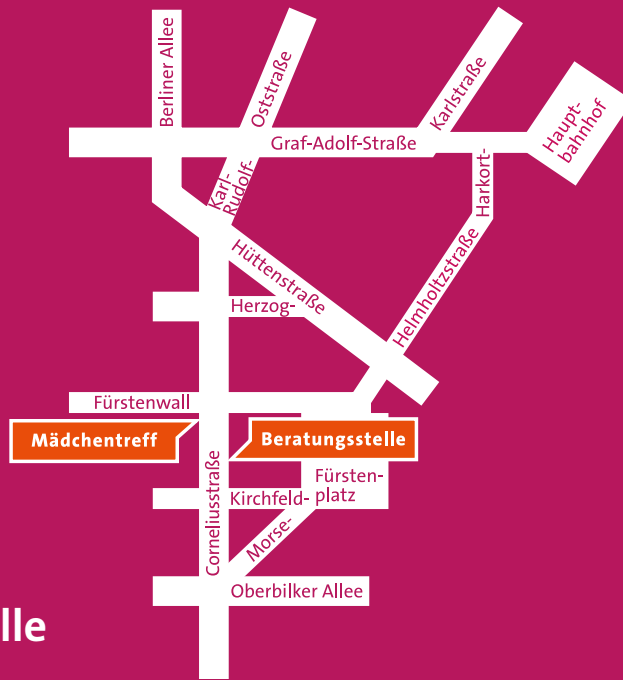 Berliner Allee
Oststraße
Karlstraße
Haupt-
bahnhof
Graf-Adolf-Straße
Harkort-
Karl-
Rudolf-
Hüttenstraße
Helmholtzstraße
Herzog-
Fürstenwall
Mädchentreff
Beratungsstelle
Corneliusstraße
Fürsten-
platz
Kirchfeld-
Morse-
Oberbilker Allee
lle